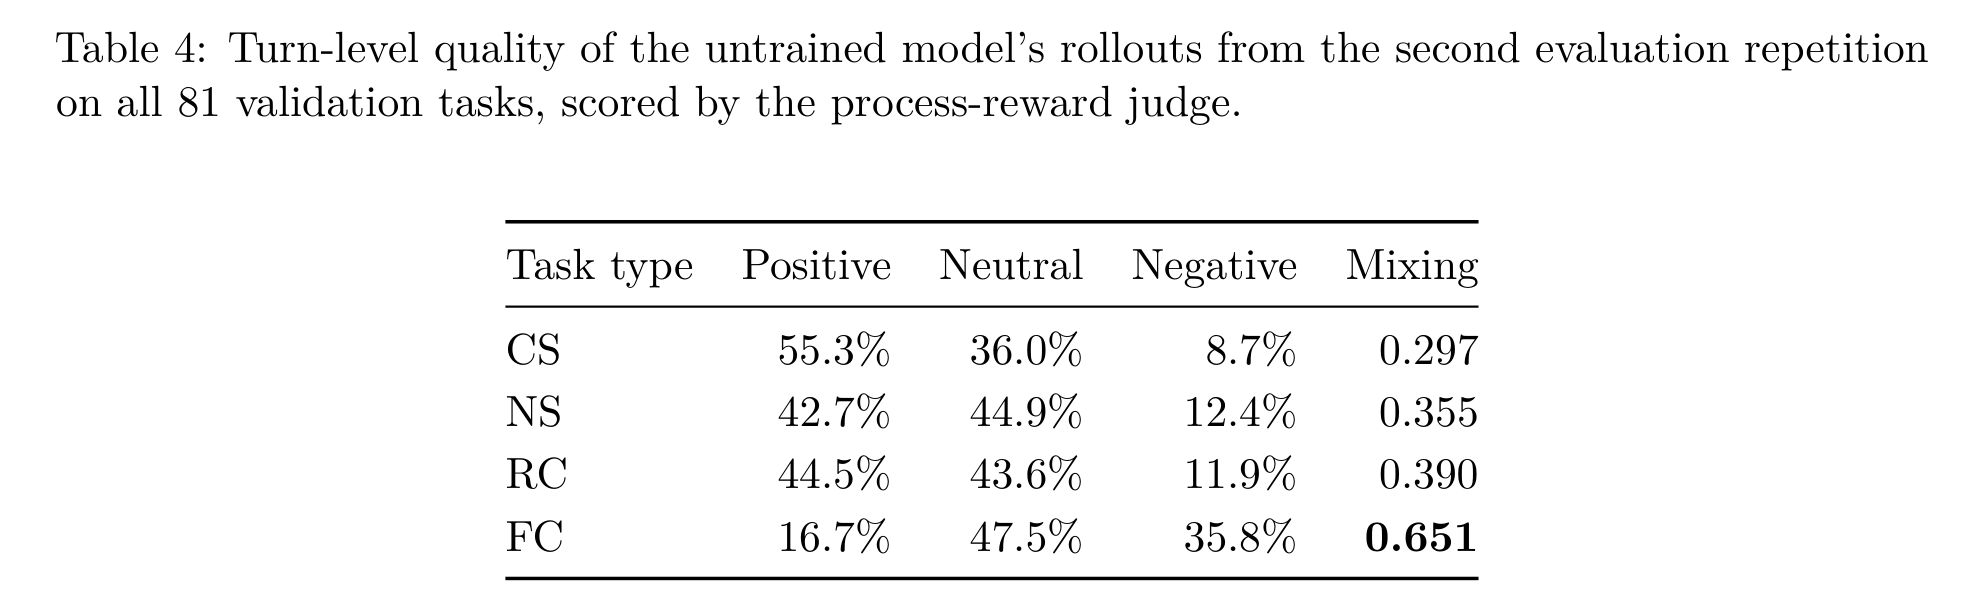 Table 4: Turn-level quality of the untrained model's rollouts from the second evaluation repetition
on all 81 validation tasks, scored by the process-reward judge.
Task type Positive Neutral Negative Mixing
CS 55.3% 36.0% 8.7% 0.297
NS 42.7% 44.9% 12.4% 0.355
RC 44.5% 43.6% 11.9% 0.390
FC 16.7% 47.5% 35.8% 0.651